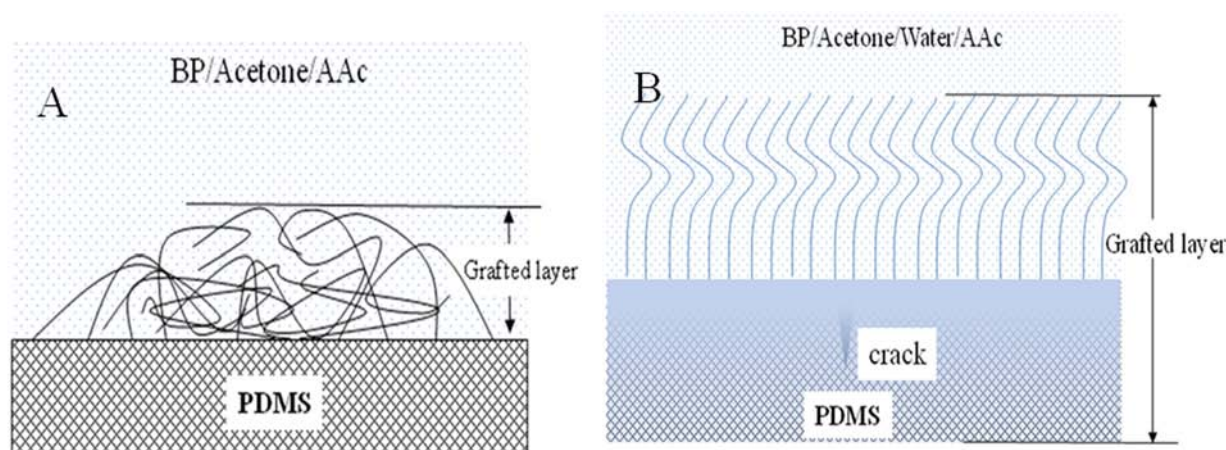 BP/Acetone/AAc
A
Grafted layer
PDMS
BP/Acetone/Water/AAc
B
Grafted layer
crack
PDMS